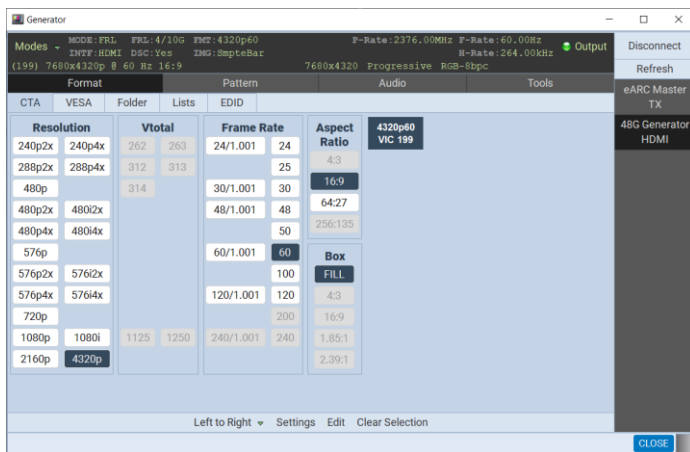 Generator
Modes MODE:FRL FRL:4/10G FMT:4320p60 P-Rate:2376.00MHz F-Rate:60.00Hz Output Disconnect
INTF:HDMI DSC:Yes IMG:SmpteBar H-Rate:264.00kHz
(199) 7680x4320p @ 60 Hz 16:9 7680x4320 Progressive RGB-8bpc Refresh
Format Pattern Audio Tools
eARC Master TX
CTA VESA Folder Lists EDID
48G Generator HDMI
Resolution Vtotal Frame Rate Aspect Ratio 4320p60 VIC 199
240p2x 240p4x 262 263 24/1.001 24
4:3
288p2x 288p4x 312 313 25
16:9
480p 314 30/1.001 30
64:27
480p2x 480i2x 48/1.001 48
256:135
480p4x 480i4x 50
576p 60/1.001 60 Box
576p2x 576i2x 100 FILL
576p4x 576i4x 120/1.001 120 4:3
720p 200 16:9
1080p 1080i 1125 1250 240/1.001 240 1.85:1
2160p 4320p 2.39:1
Left to Right Settings Edit Clear Selection
CLOSE